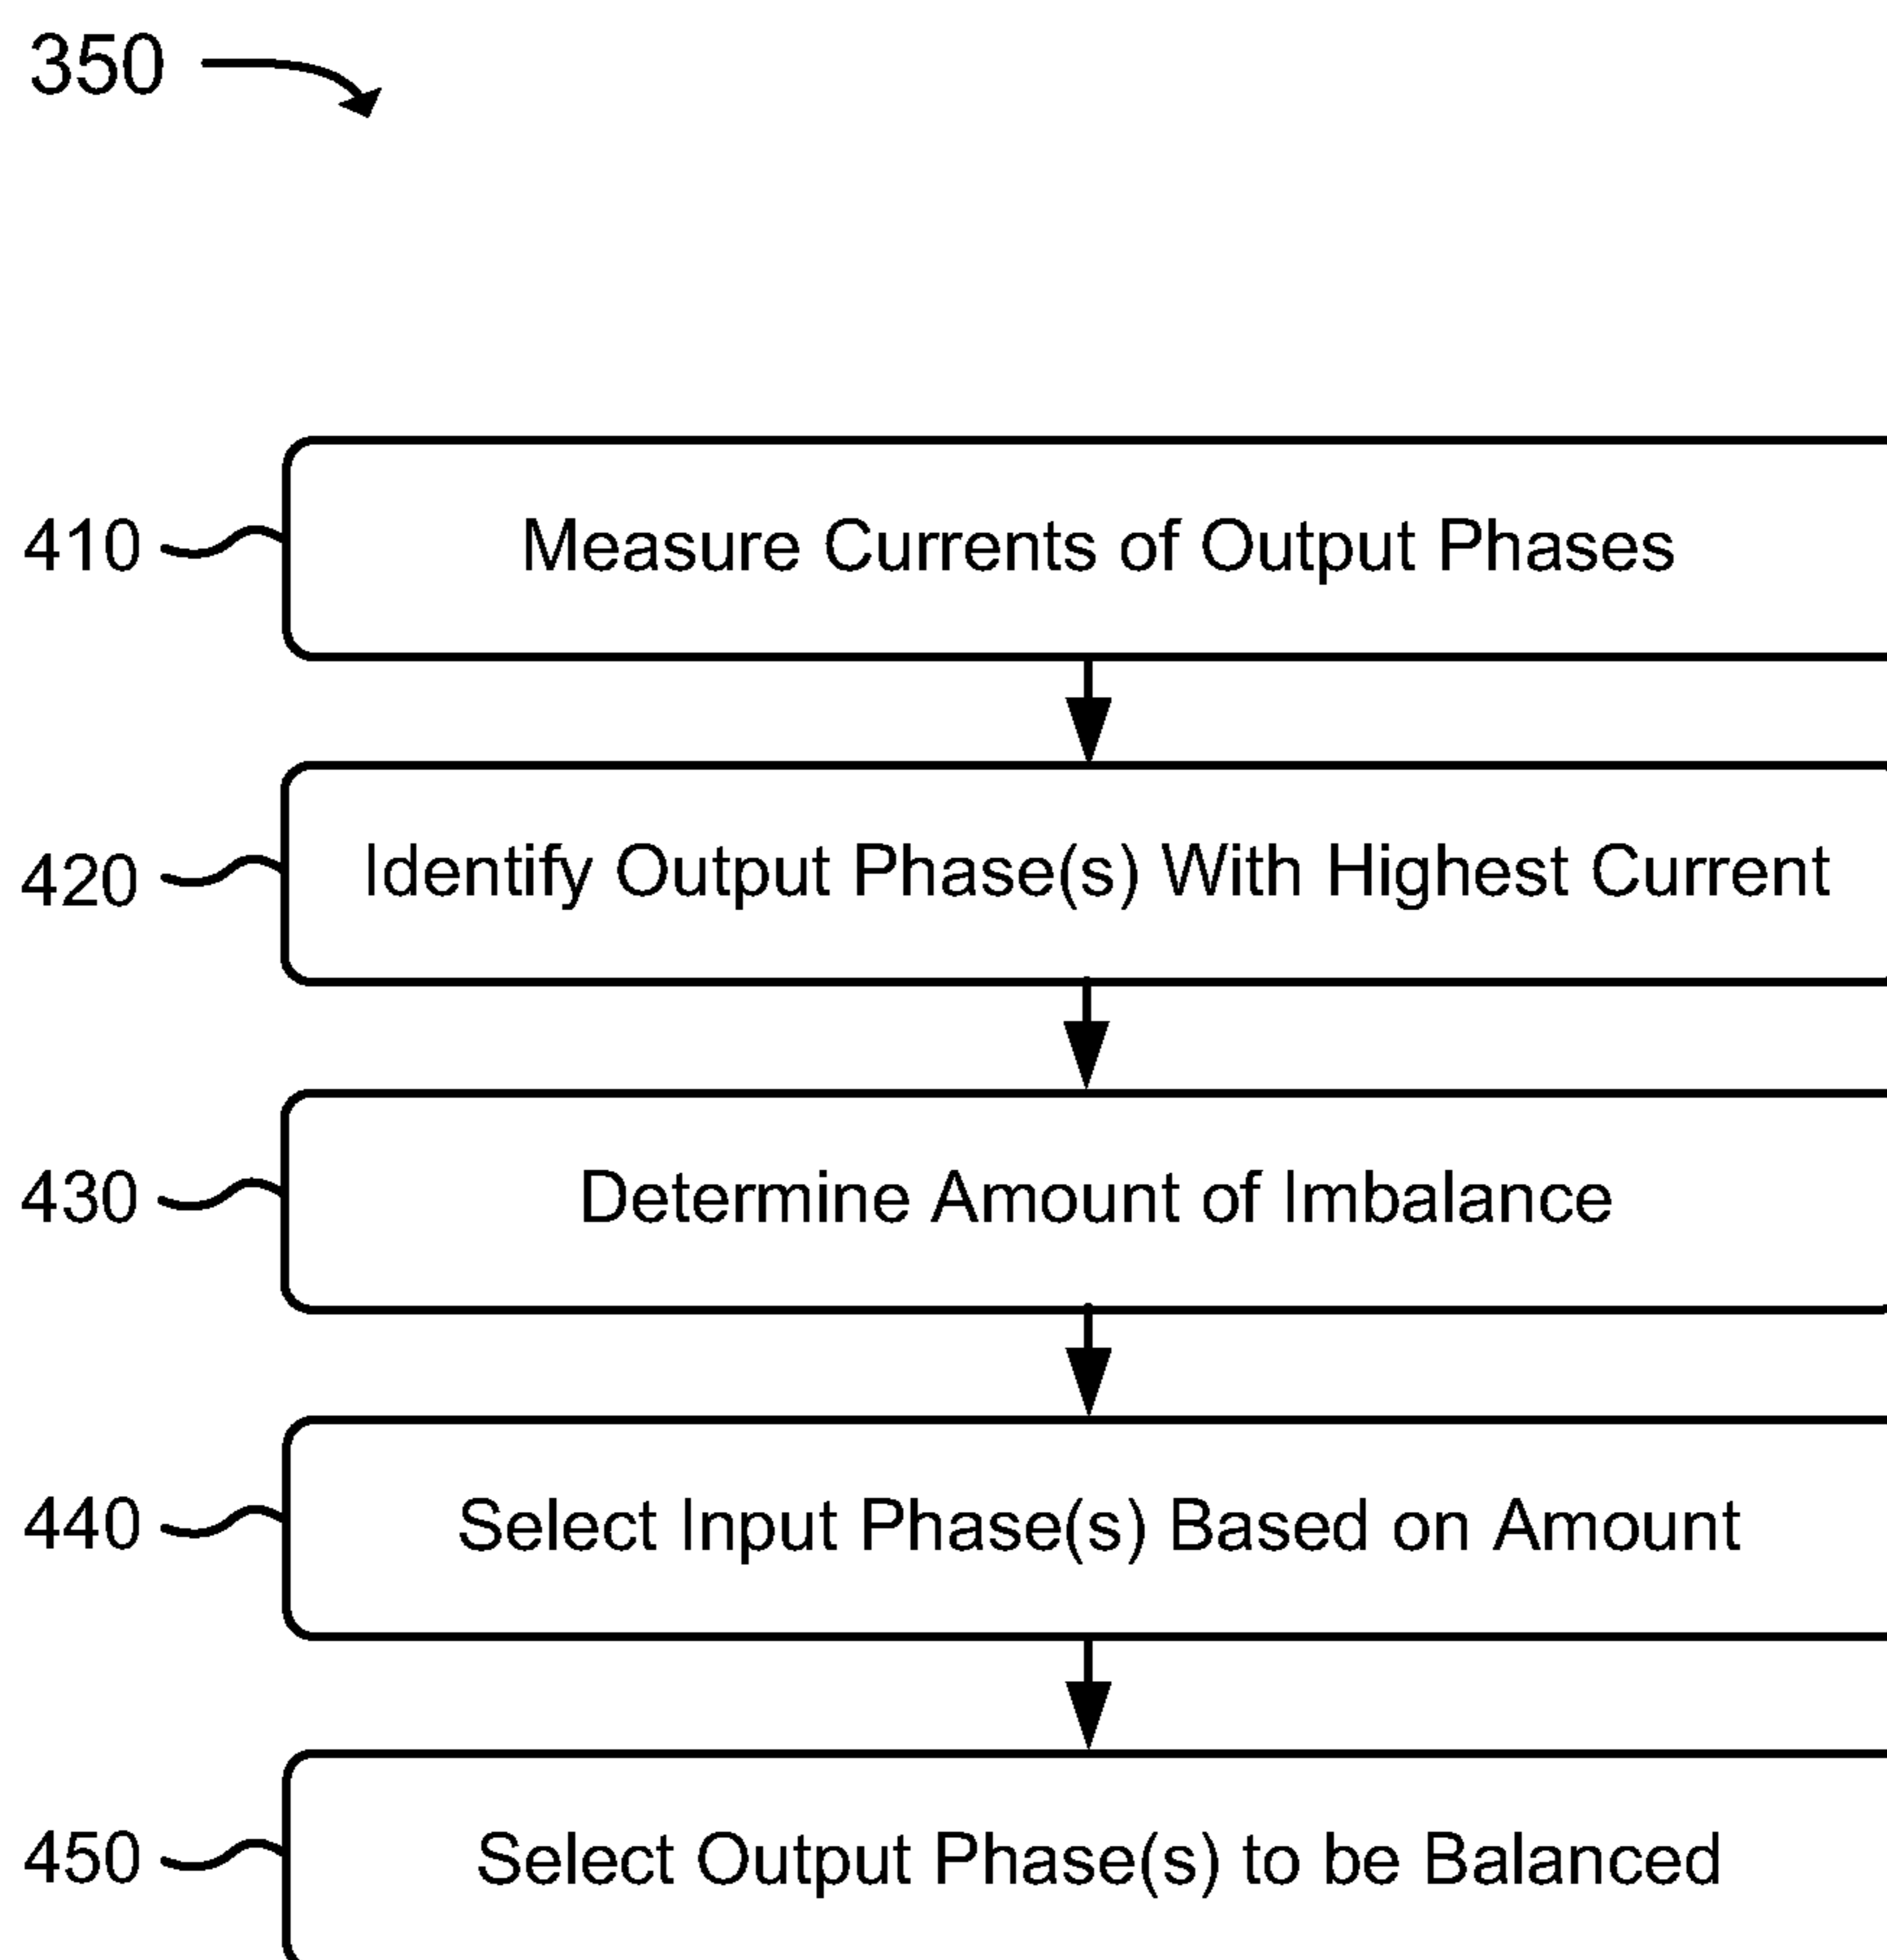 350
410 Measure Currents of Output Phases
420 Identify Output Phase(s) With Highest Current
430 Determine Amount of Imbalance
440 Select Input Phase(s) Based on Amount
450 Select Output Phase(s) to be Balanced